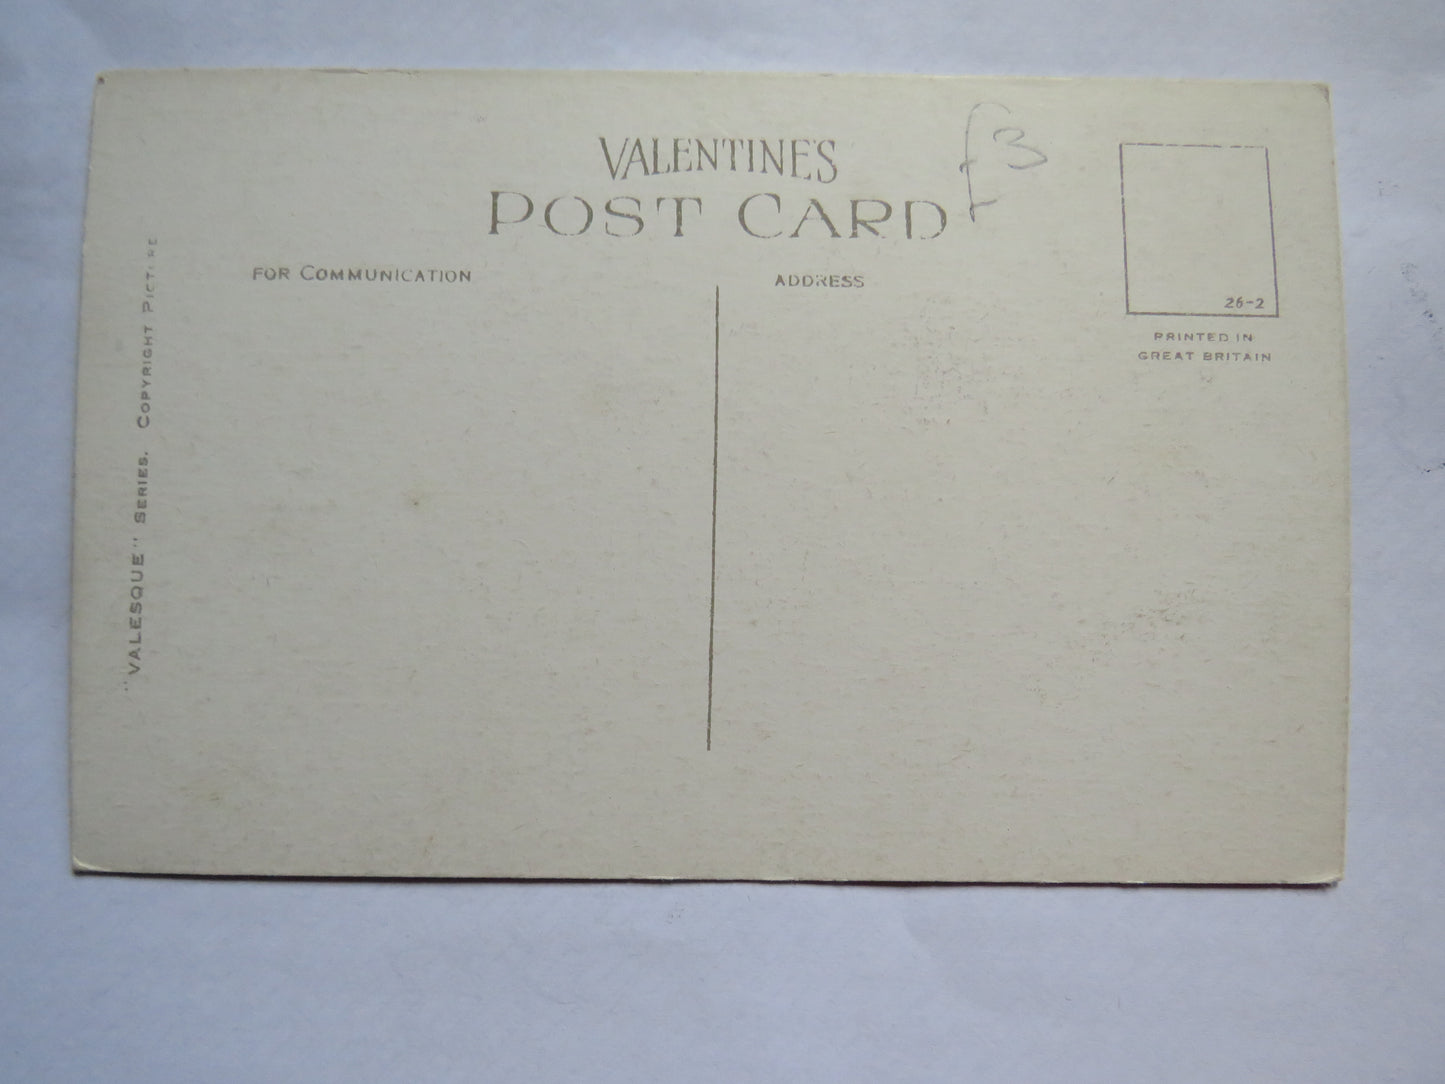 VALENTINE'S
POST CARD
£3
FOR COMMUNICATION
ADDRESS
26-2
PRINTED IN
GREAT BRITAIN
"VALESQUE" SERIES. COPYRIGHT PICTURE